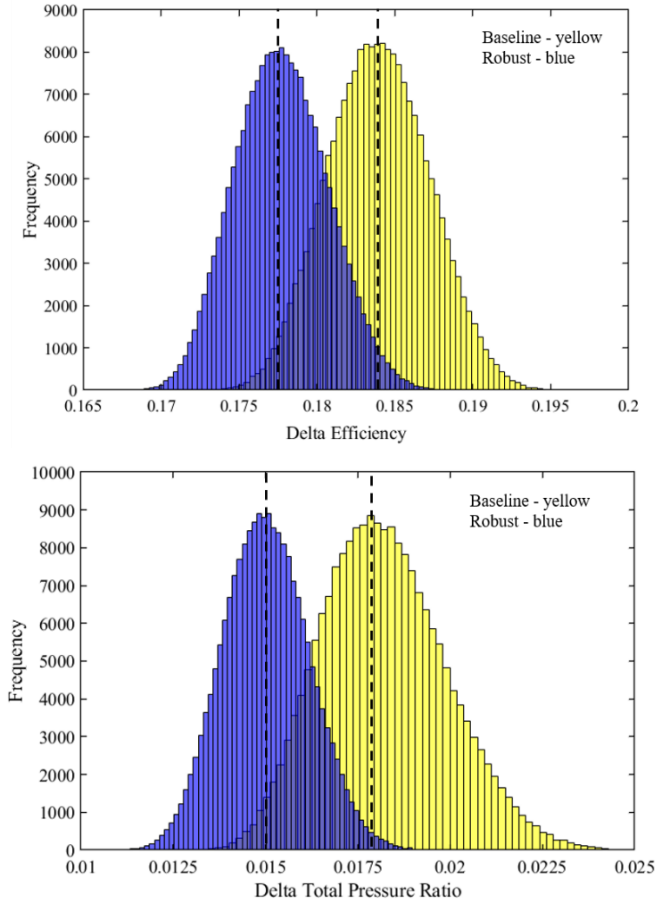 9000
8000
7000
6000
5000
4000
3000
2000
1000
0
Frequency
Baseline - yellow
Robust - blue
0.165 0.17 0.175 0.18 0.185 0.19 0.195 0.2
Delta Efficiency
10000
9000
8000
7000
6000
5000
4000
3000
2000
1000
0
Frequency
Baseline - yellow
Robust - blue
0.01 0.0125 0.015 0.0175 0.02 0.0225 0.025
Delta Total Pressure Ratio